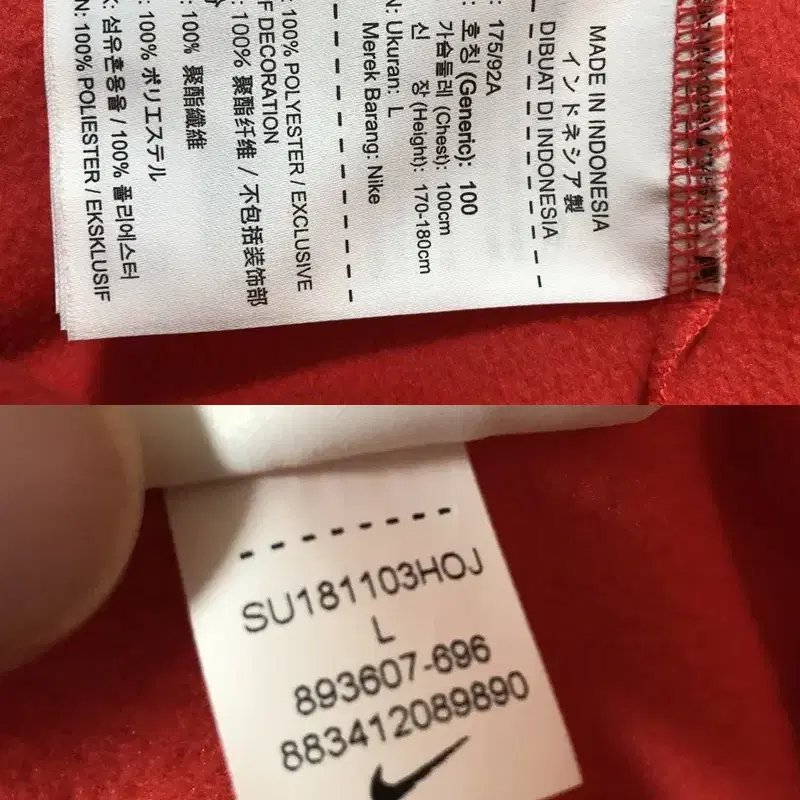 MADE IN INDONESIA
インドネシア製
DIBUAT DI INDONESIA
: 175/92A
: 호칭 (Generic): 100
가슴둘레 (Chest): 100cm
신 장 (Height): 170-180cm
N: Ukuran: L
Merek Barang: Nike
: 100% POLYESTER / EXCLUSIVE
F DECORATION
: 100% 聚酯纤维 / 不包括装饰部
: 100% 聚酯纖維
: 100% ポリエステル
: 섬유혼용율 / 100% 폴리에스터
N: 100% POLIESTER / EKSKLUSIF
SU181103HOJ
L
893607-696
883412089890